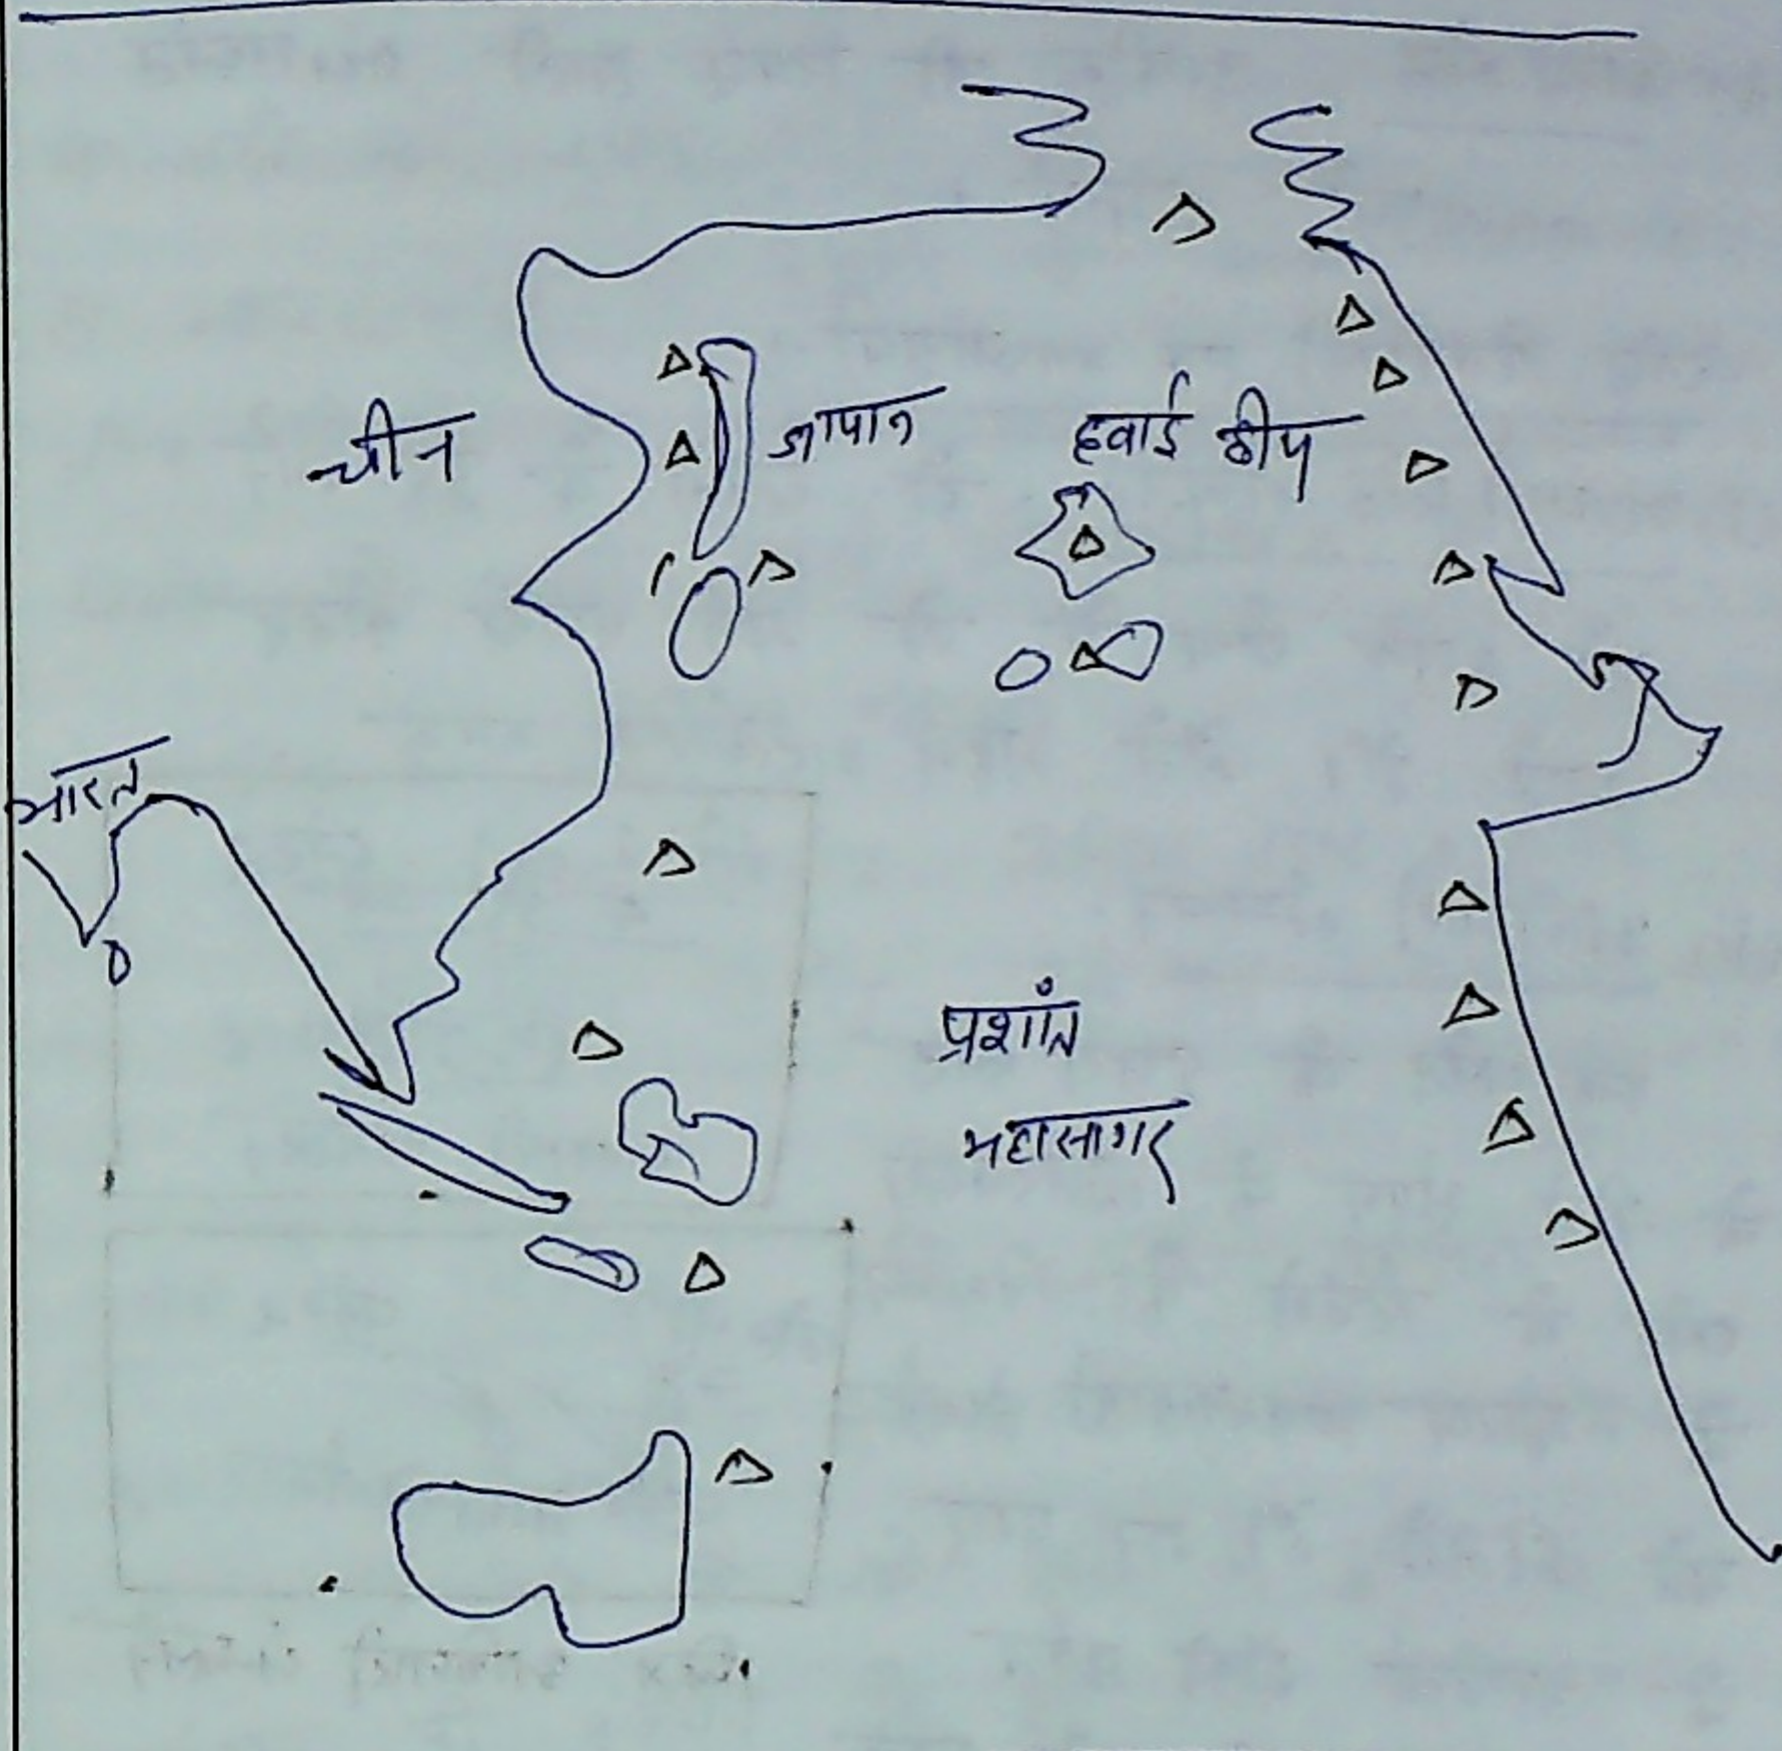 चीन
जापान
हवाई द्वीप
भारत
प्रशांत
महासागर